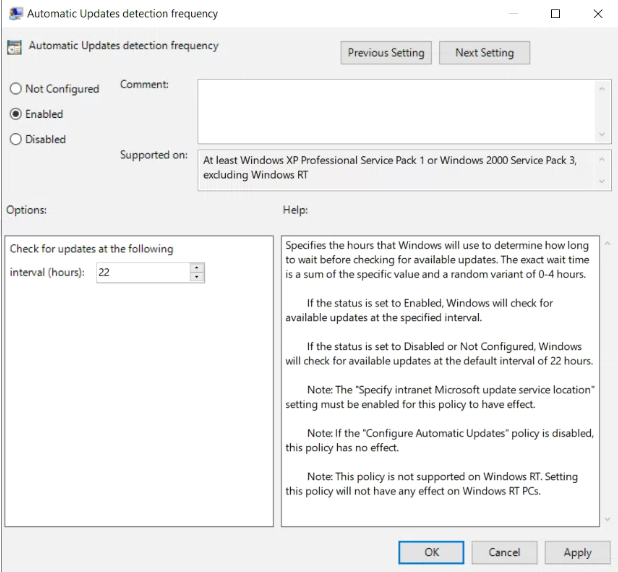 Automatic Updates detection frequency
Automatic Updates detection frequency
Previous Setting
Next Setting
Not Configured
Enabled
Disabled
Comment:
Supported on:
At least Windows XP Professional Service Pack 1 or Windows 2000 Service Pack 3,
excluding Windows RT
Options:
Help:
Check for updates at the following
interval (hours): 22
Specifies the hours that Windows will use to determine how long
to wait before checking for available updates. The exact wait time
is a sum of the specific value and a random variant of 0-4 hours.
If the status is set to Enabled, Windows will check for
available updates at the specified interval.
If the status is set to Disabled or Not Configured, Windows
will check for available updates at the default interval of 22 hours.
Note: The "Specify intranet Microsoft update service location"
setting must be enabled for this policy to have effect.
Note: If the "Configure Automatic Updates" policy is disabled,
this policy has no effect.
Note: This policy is not supported on Windows RT. Setting
this policy will not have any effect on Windows RT PCs.
OK
Cancel
Apply